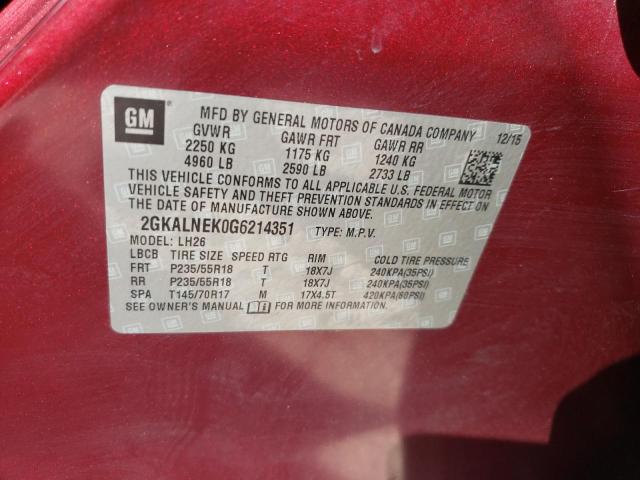 GM
MFD BY GENERAL MOTORS OF CANADA COMPANY 12/15
GVWR GAWR FRT GAWR RR
2250 KG 1175 KG 1240 KG
4960 LB 2590 LB 2733 LB
THIS VEHICLE CONFORMS TO ALL APPLICABLE U.S. FEDERAL MOTOR
VEHICLE SAFETY AND THEFT PREVENTION STANDARDS IN EFFECT ON
THE DATE OF MANUFACTURE SHOWN ABOVE.
2GKALNEK0G6214351 TYPE: M.P.V.
MODEL: LH26
LBCB TIRE SIZE SPEED RTG RIM COLD TIRE PRESSURE
FRT P235/55R18 T 18X7J 240KPA(35PSI)
RR P235/55R18 T 18X7J 240KPA(35PSI)
SPA T145/70R17 M 17X4.5T 420KPA(60PSI)
SEE OWNER'S MANUAL FOR MORE INFORMATION.